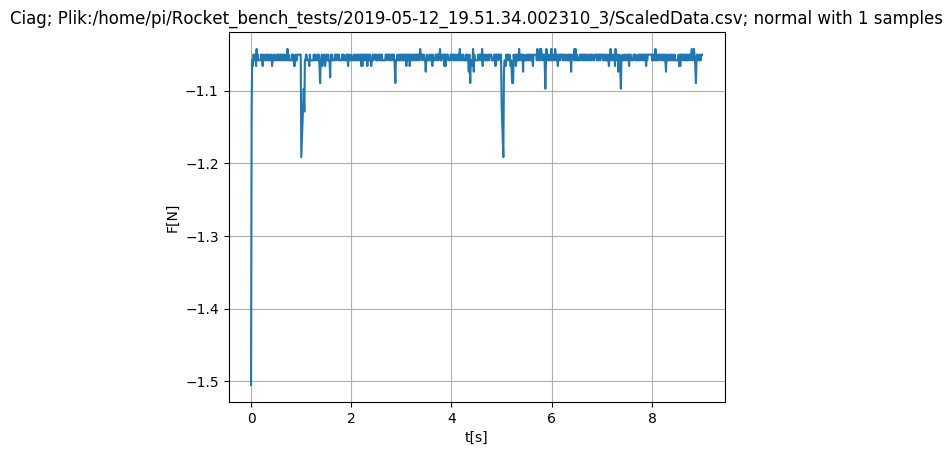 Ciag; Plik:/home/pi/Rocket_bench_tests/2019-05-12_19.51.34.002310_3/ScaledData.csv; normal with 1 samples
−1.1
−1.2
−1.3
−1.4
−1.5
F[N]
0 2 4 6 8
t[s]